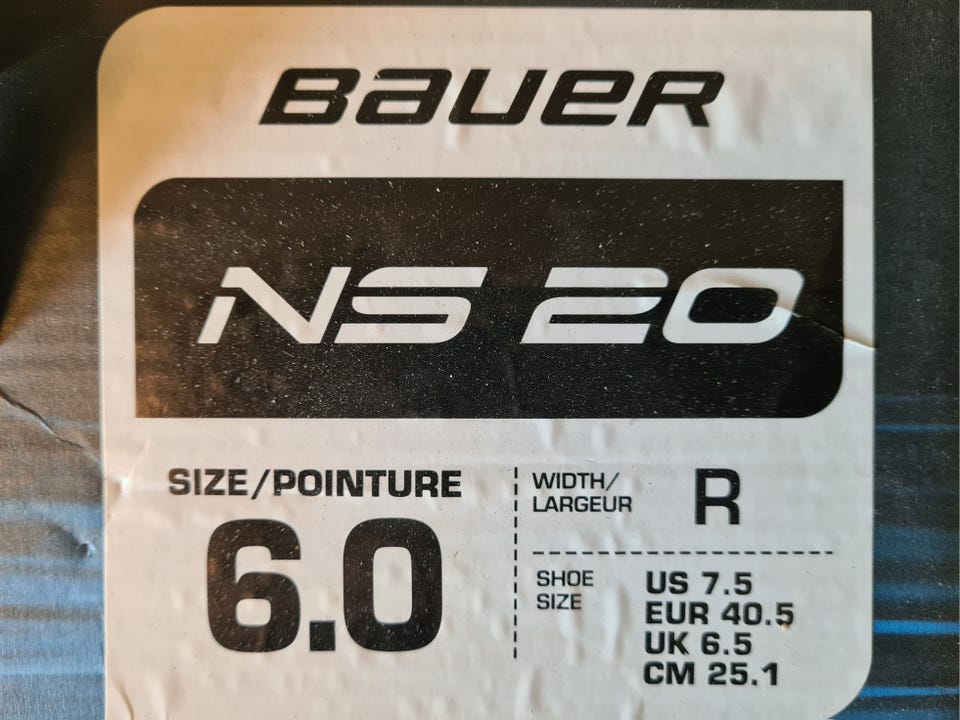 BAUER
NS 20
SIZE/POINTURE
6.0
WIDTH/
LARGEUR
R
SHOE
SIZE
US 7.5
EUR 40.5
UK 6.5
CM 25.1